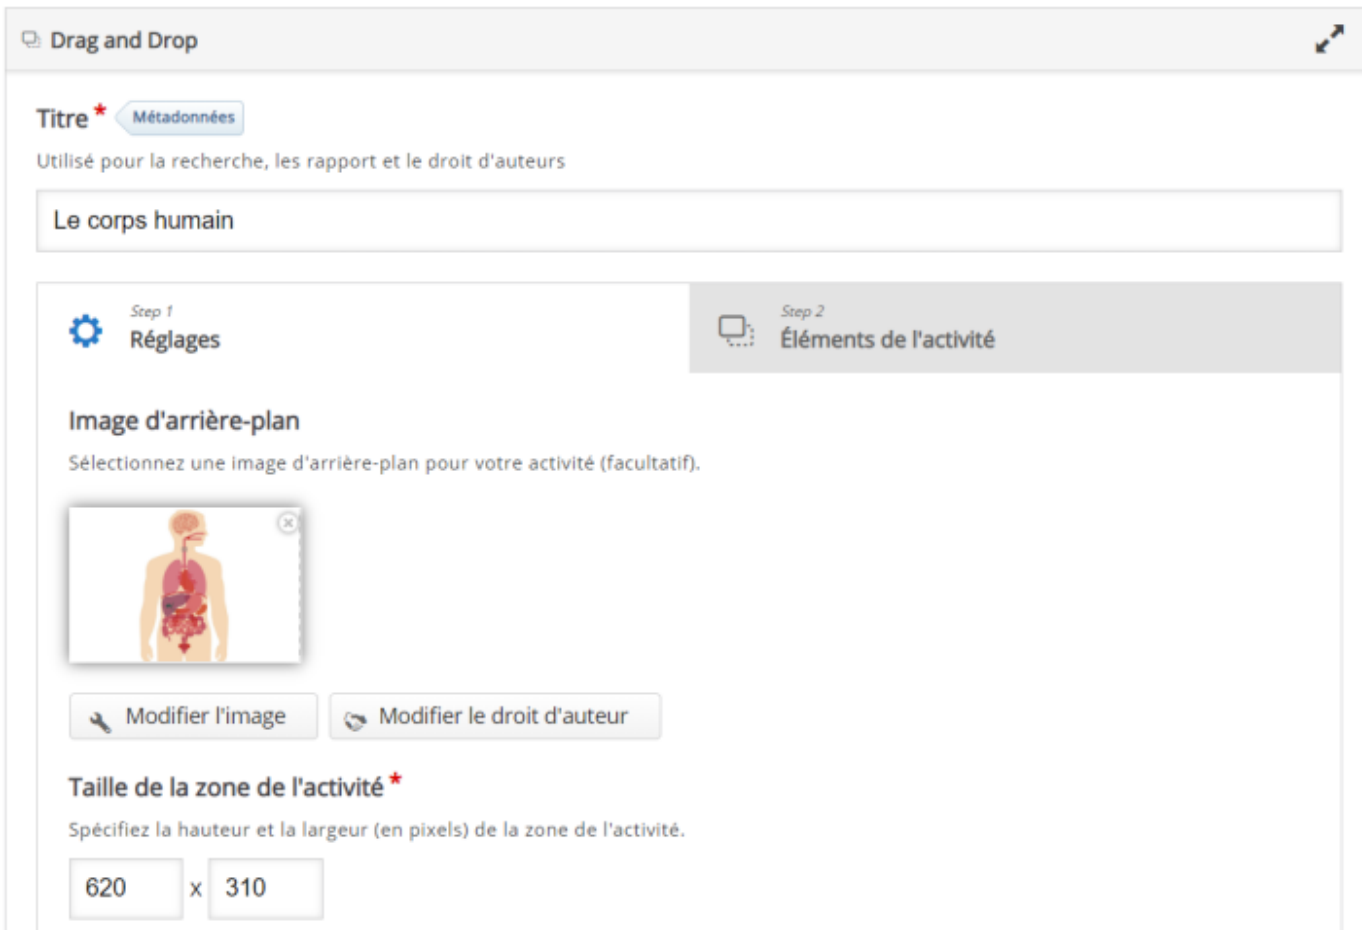 Drag and Drop
Titre * Métadonnées
Utilisé pour la recherche, les rapport et le droit d'auteurs
Le corps humain
Step 1
Réglages
Step 2
Éléments de l'activité
Image d'arrière-plan
Sélectionnez une image d'arrière-plan pour votre activité (facultatif).
Modifier l'image
Modifier le droit d'auteur
Taille de la zone de l'activité *
Spécifiez la hauteur et la largeur (en pixels) de la zone de l'activité.
620 x 310